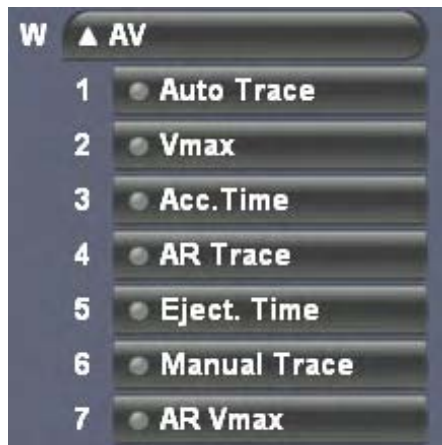 W ▲ AV
1 Auto Trace
2 Vmax
3 Acc.Time
4 AR Trace
5 Eject. Time
6 Manual Trace
7 AR Vmax